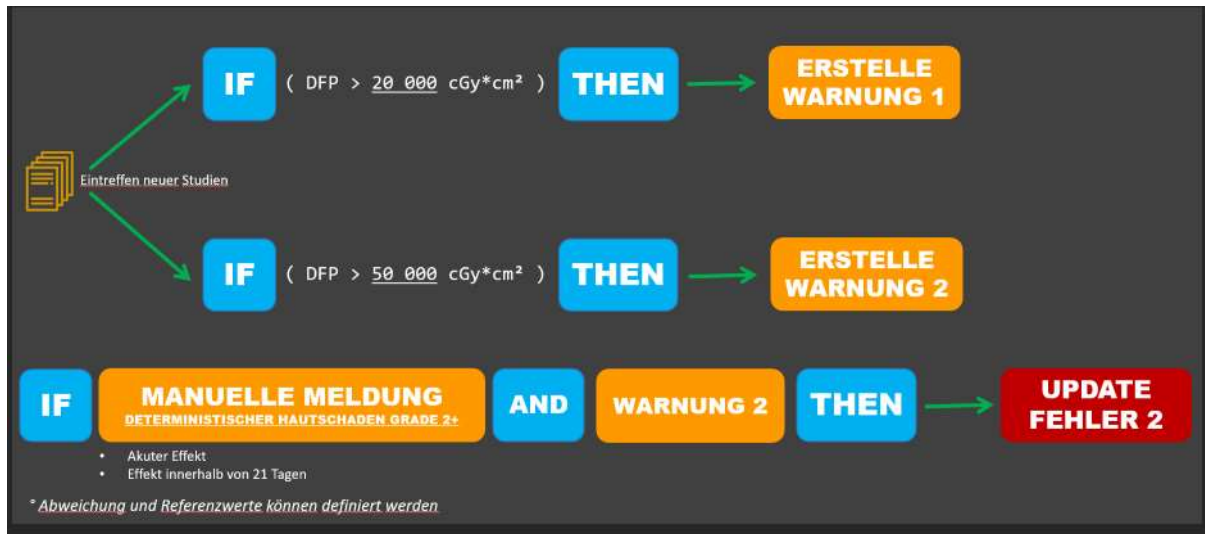 IF ( DFP > 20 000 cGy*cm² ) THEN
ERSTELLE
WARNUNG 1
Eintreffen neuer Studien
IF ( DFP > 50 000 cGy*cm² ) THEN
ERSTELLE
WARNUNG 2
IF
MANUELLE MELDUNG
DETERMINISTISCHER HAUTSCHADEN GRADE 2+
AND
WARNUNG 2
THEN
UPDATE
FEHLER 2
• Akuter Effekt
• Effekt innerhalb von 21 Tagen
° Abweichung und Referenzwerte können definiert werden